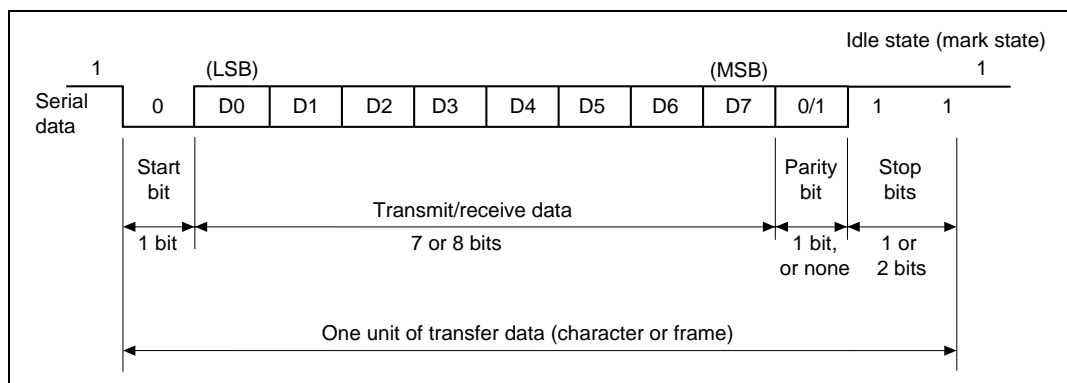 Idle state (mark state)
1 (LSB) (MSB) 1
Serial data
0 D0 D1 D2 D3 D4 D5 D6 D7 0/1 1 1
Start bit
Parity bit
Stop bits
Transmit/receive data
1 bit
7 or 8 bits
1 bit, or none
1 or 2 bits
One unit of transfer data (character or frame)